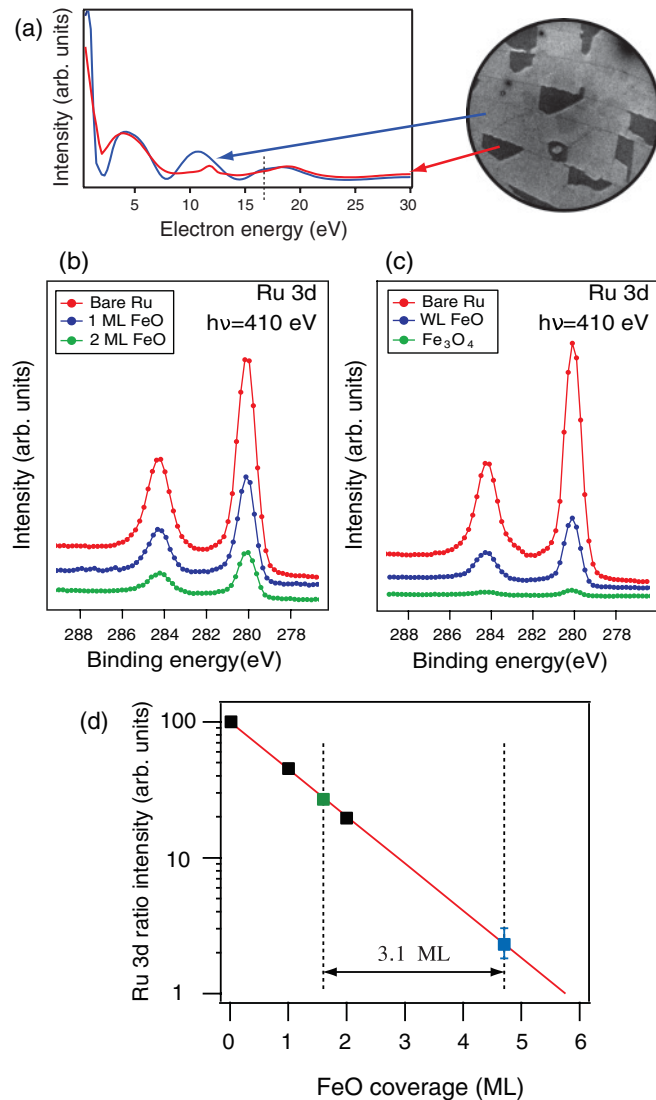 (a)
Intensity (arb. units)
5
10
15
20
25
30
Electron energy (eV)
(b)
Ru 3d
hν=410 eV
Bare Ru
1 ML FeO
2 ML FeO
Intensity (arb. units)
288 286 284 282 280 278
Binding energy(eV)
(c)
Ru 3d
hν=410 eV
Bare Ru
WL FeO
Fe₃O₄
Intensity (arb. units)
288 286 284 282 280 278
Binding energy(eV)
(d)
Ru 3d ratio intensity (arb. units)
100
10
1
3.1 ML
0 1 2 3 4 5 6
FeO coverage (ML)